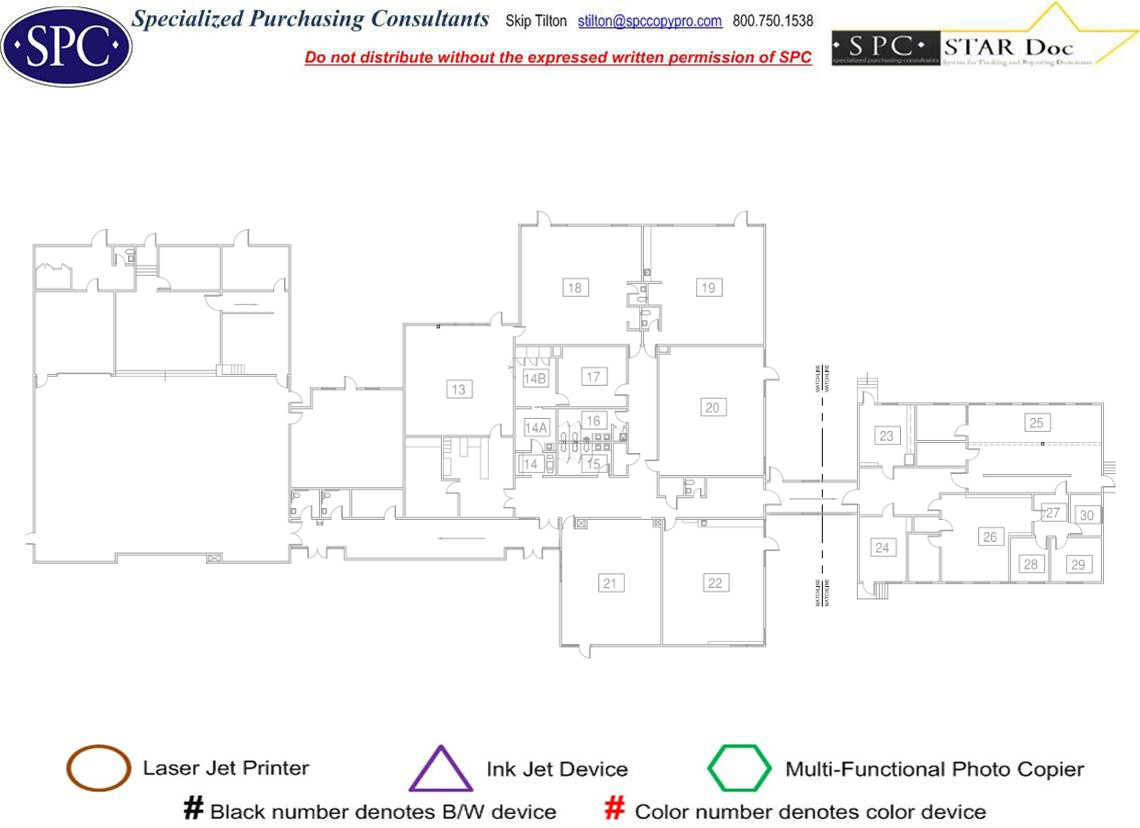 SPC
Specialized Purchasing Consultants Skip Tilton stilton@spccopypro.com 800.750.1538
Do not distribute without the expressed written permission of SPC
· S P C · STAR Doc
specialized purchasing consultants System for Tracking and Reporting Documents
18
19
13
14B
17
20
14A
16
14
15
MATCHLINE
MATCHLINE
23
25
24
26
27
30
28
29
21
22
MATCHLINE
MATCHLINE
Laser Jet Printer
Ink Jet Device
Multi-Functional Photo Copier
# Black number denotes B/W device
# Color number denotes color device